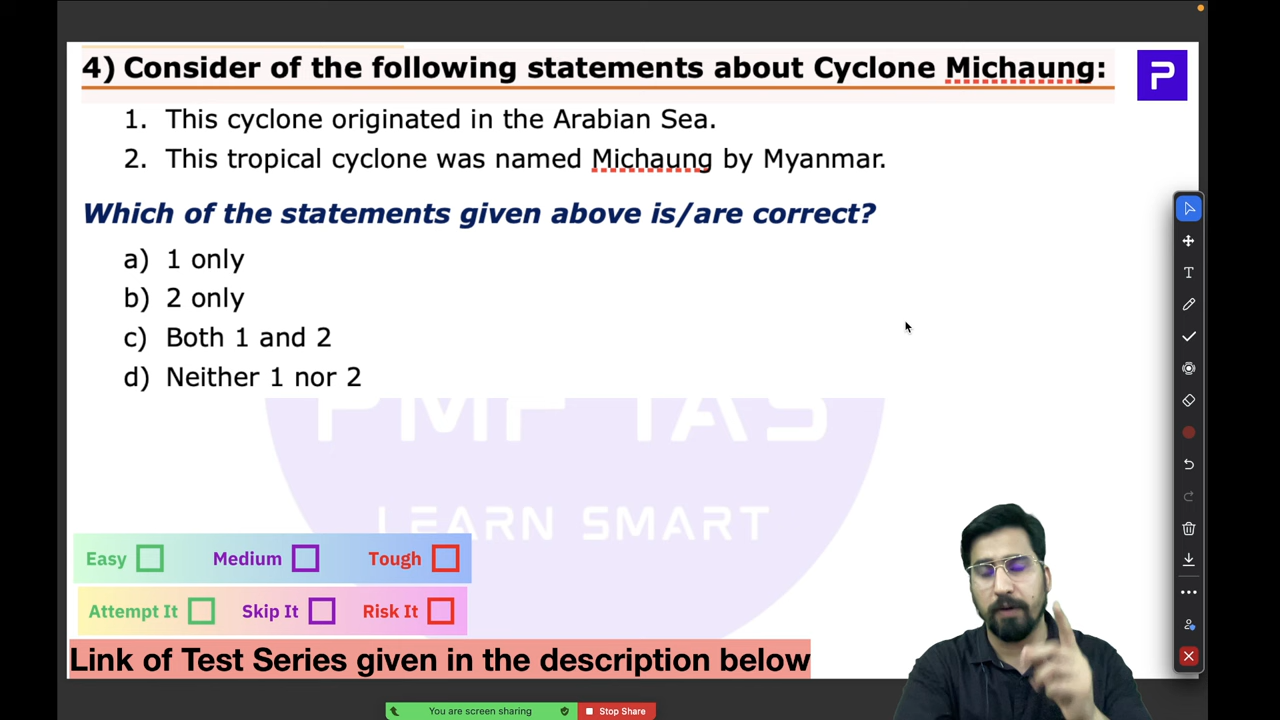 4) Consider of the following statements about Cyclone Michaung:
P
1. This cyclone originated in the Arabian Sea.
2. This tropical cyclone was named Michaung by Myanmar.
Which of the statements given above is/are correct?
a) 1 only
b) 2 only
c) Both 1 and 2
d) Neither 1 nor 2
PMF IAS
LEARN SMART
Easy Medium Tough
Attempt It Skip It Risk It
Link of Test Series given in the description below
You are screen sharing Stop Share
T